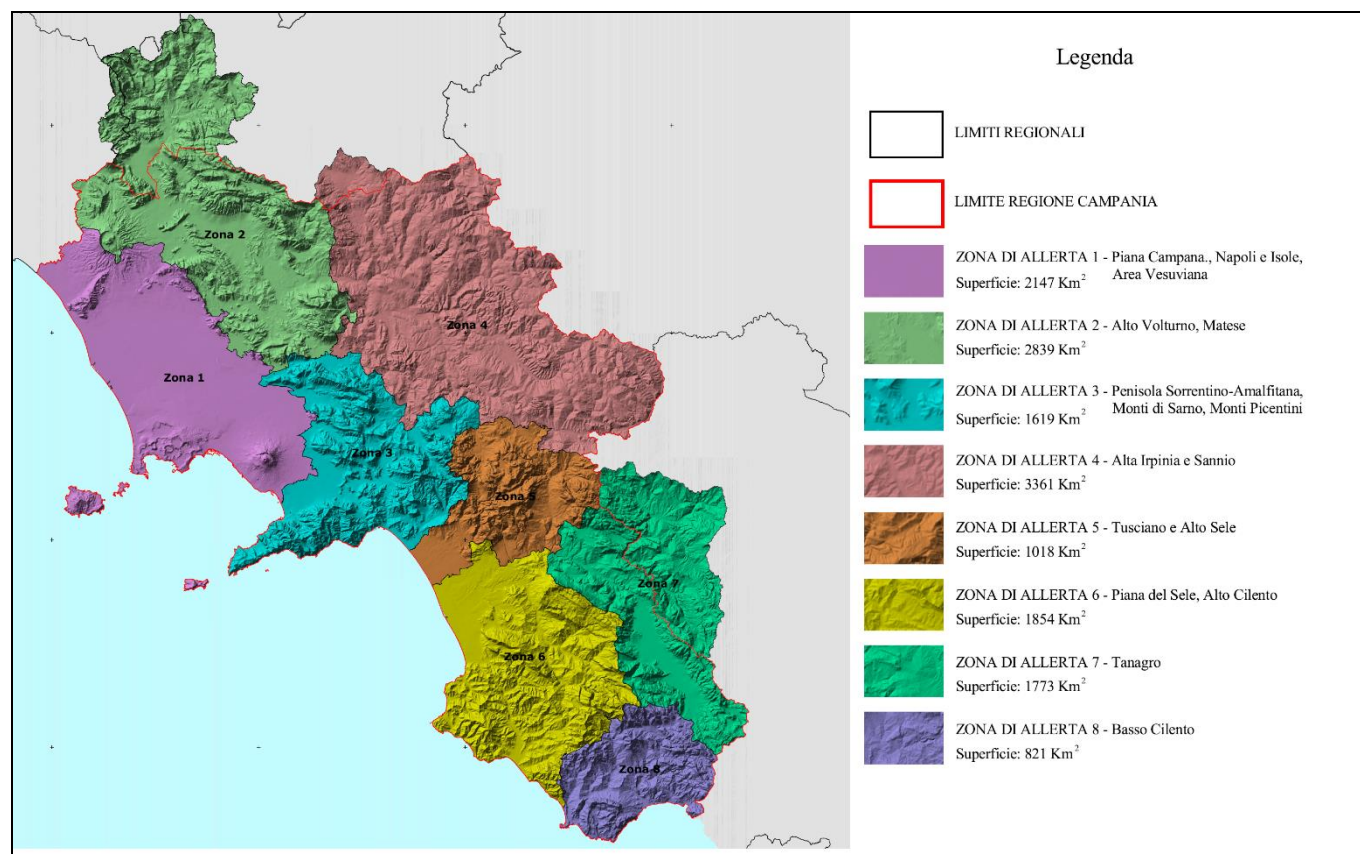 Legenda
LIMITI REGIONALI
LIMITE REGIONE CAMPANIA
ZONA DI ALLERTA 1 - Piana Campana., Napoli e Isole,
Area Vesuviana
Superficie: 2147 Km²
ZONA DI ALLERTA 2 - Alto Volturno, Matese
Superficie: 2839 Km²
ZONA DI ALLERTA 3 - Penisola Sorrentino-Amalfitana,
Monti di Sarno, Monti Picentini
Superficie: 1619 Km²
ZONA DI ALLERTA 4 - Alta Irpinia e Sannio
Superficie: 3361 Km²
ZONA DI ALLERTA 5 - Tusciano e Alto Sele
Superficie: 1018 Km²
ZONA DI ALLERTA 6 - Piana del Sele, Alto Cilento
Superficie: 1854 Km²
ZONA DI ALLERTA 7 - Tanagro
Superficie: 1773 Km²
ZONA DI ALLERTA 8 - Basso Cilento
Superficie: 821 Km²
Zona 2
Zona 4
Zona 1
Zona 3
Zona 5
Zona 7
Zona 6
Zona 8